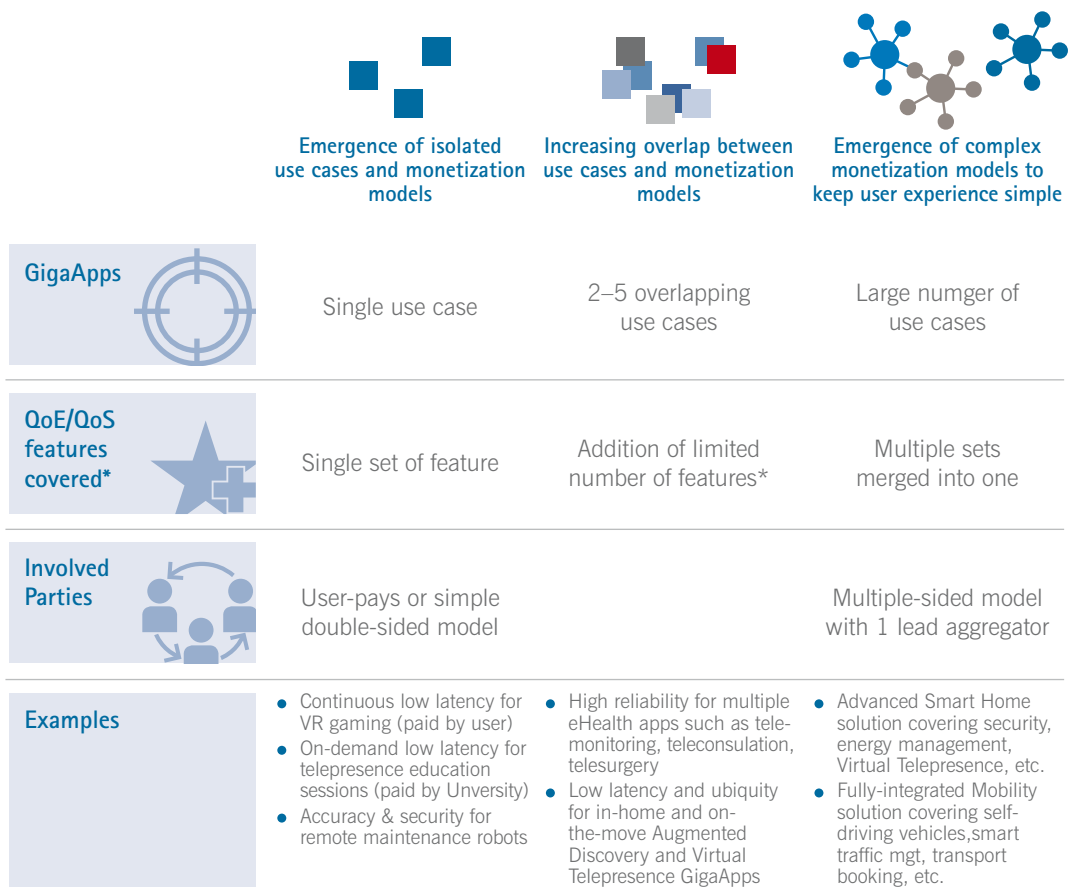 Emergence of isolated
use cases and monetization
models
Increasing overlap between
use cases and monetization
models
Emergence of complex
monetization models to
keep user experience simple
GigaApps
Single use case
2–5 overlapping
use cases
Large numger of
use cases
QoE/QoS
features
covered*
Single set of feature
Addition of limited
number of features*
Multiple sets
merged into one
Involved
Parties
User-pays or simple
double-sided model
Multiple-sided model
with 1 lead aggregator
Examples
• Continuous low latency for
VR gaming (paid by user)
• On-demand low latency for
telepresence education
sessions (paid by Unversity)
• Accuracy & security for
remote maintenance robots
• High reliability for multiple
eHealth apps such as tele-
monitoring, teleconsulation,
telesurgery
• Low latency and ubiquity
for in-home and on-
the-move Augmented
Discovery and Virtual
Telepresence GigaApps
• Advanced Smart Home
solution covering security,
energy management,
Virtual Telepresence, etc.
• Fully-integrated Mobility
solution covering self-
driving vehicles,smart
traffic mgt, transport
booking, etc.